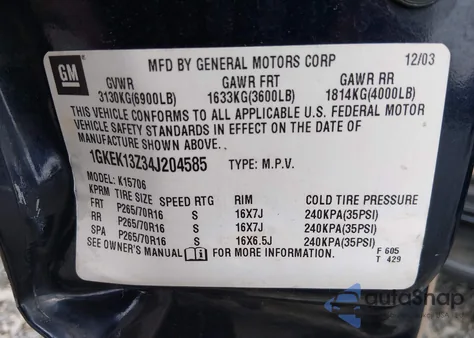 GM
MFD BY GENERAL MOTORS CORP 12/03
GVWR GAWR FRT GAWR RR
3130KG(6900LB) 1633KG(3600LB) 1814KG(4000LB)
THIS VEHICLE CONFORMS TO ALL APPLICABLE U.S. FEDERAL MOTOR
VEHICLE SAFETY STANDARDS IN EFFECT ON THE DATE OF
MANUFACTURE SHOWN ABOVE.
1GKEK13Z34J204585 TYPE: M.P.V.
MODEL: K15706
KPRM TIRE SIZE SPEED RTG RIM COLD TIRE PRESSURE
FRT P265/70R16 S 16X7J 240KPA(35PSI)
RR P265/70R16 S 16X7J 240KPA(35PSI)
SPA P265/70R16 S 16X6.5J 240KPA(35PSI)
SEE OWNER'S MANUAL FOR MORE INFORMATION.
F 605
T 429
autoShap